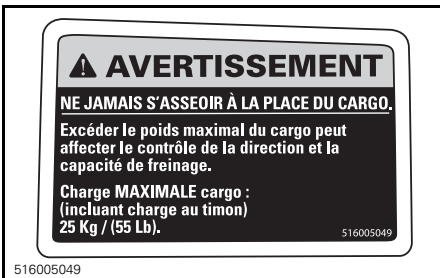 AVERTISSEMENT
NE JAMAIS S'ASSEOIR À LA PLACE DU CARGO.
Excéder le poids maximal du cargo peut
affecter le contrôle de la direction et la
capacité de freinage.
Charge MAXIMALE cargo :
(incluant charge au timon)
25 Kg / (55 Lb).
516005049
516005049